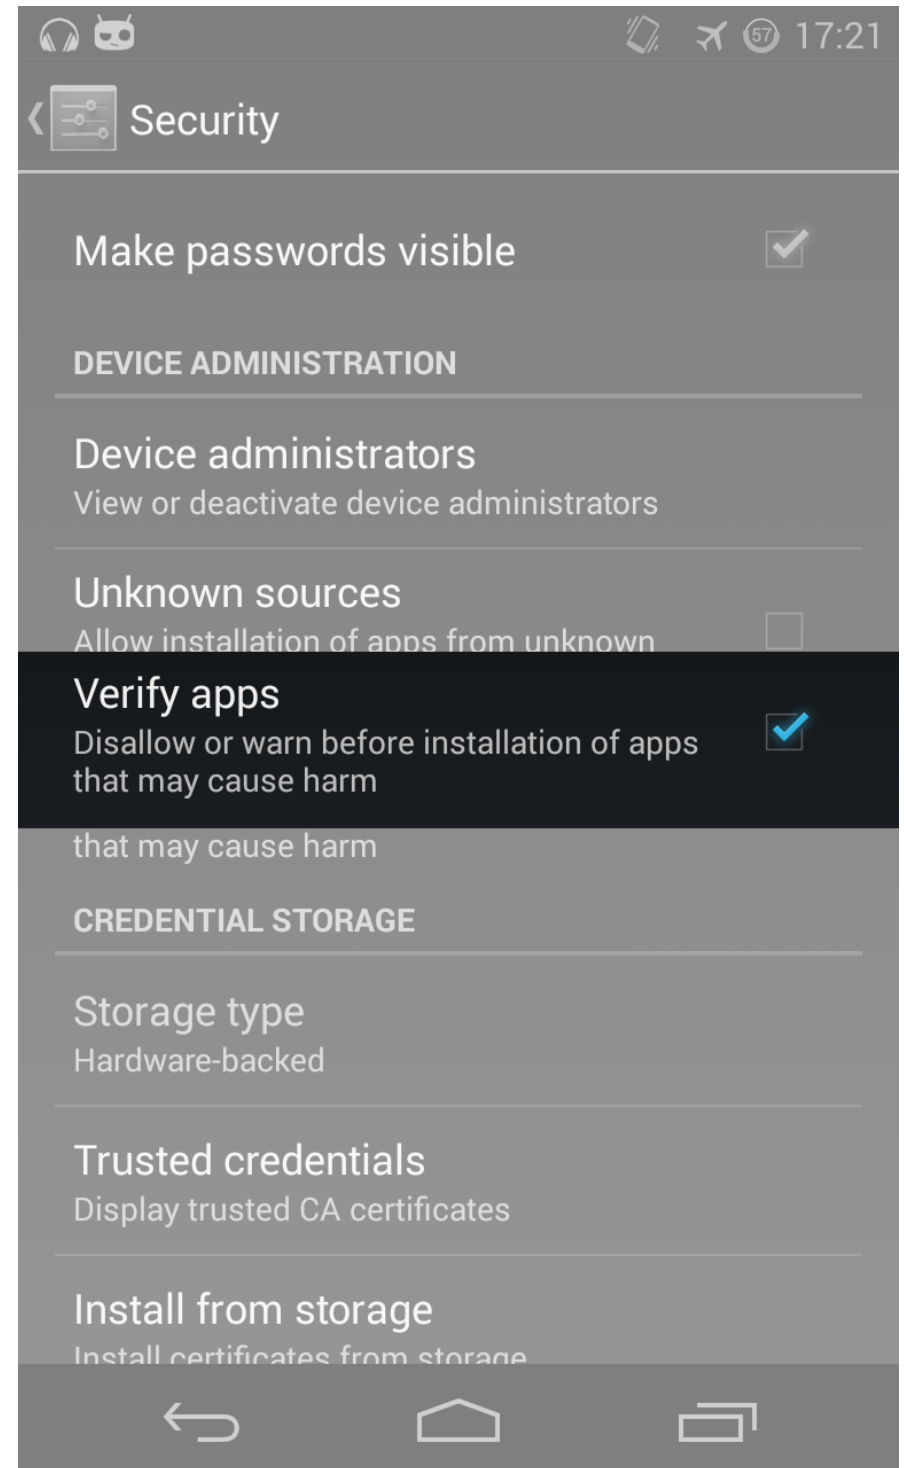 57 17:21
Security
Make passwords visible
DEVICE ADMINISTRATION
Device administrators
View or deactivate device administrators
Unknown sources
Allow installation of apps from unknown
Verify apps
Disallow or warn before installation of apps
that may cause harm
that may cause harm
CREDENTIAL STORAGE
Storage type
Hardware-backed
Trusted credentials
Display trusted CA certificates
Install from storage
Install certificates from storage